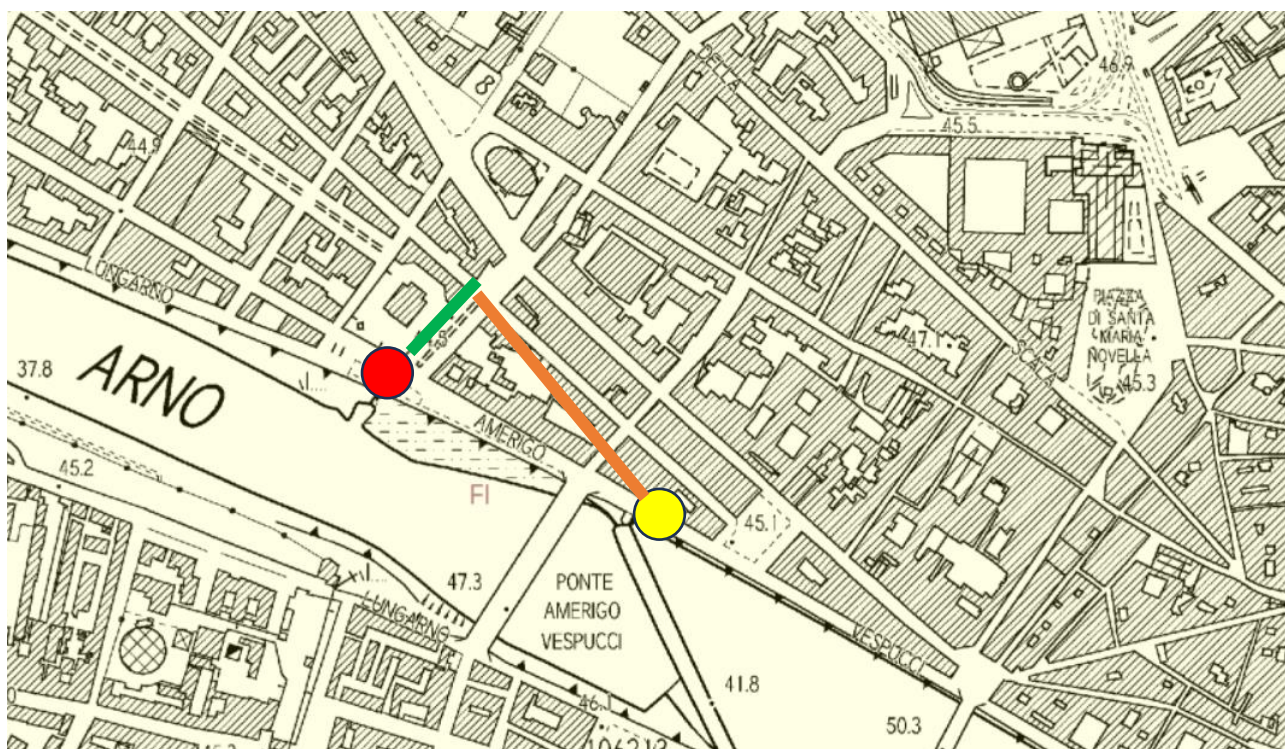 DELLA
46.9
45.5
44.9
LUNGARNO
PIAZZA
DI SANTA
MARIA
NOVELLA
45.3
47.1
SCALA
37.8
ARNO
AMERIGO
45.2
FI
45.1
47.3
PONTE
AMERIGO
VESPUCCI
LUNGARNO
VESPUCCI
41.8
46.1
50.3